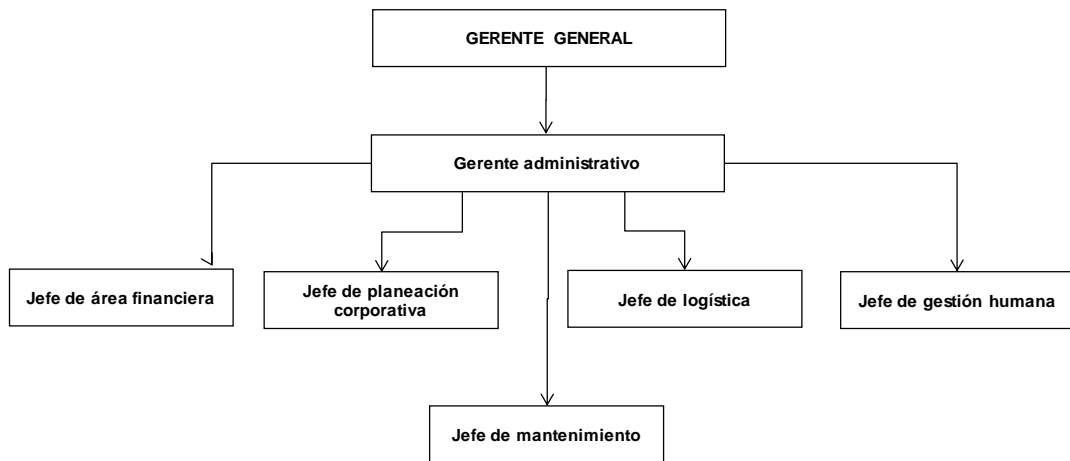 GERENTE GENERAL
Gerente administrativo
Jefe de área financiera
Jefe de planeación
corporativa
Jefe de logística
Jefe de gestión humana
Jefe de mantenimiento